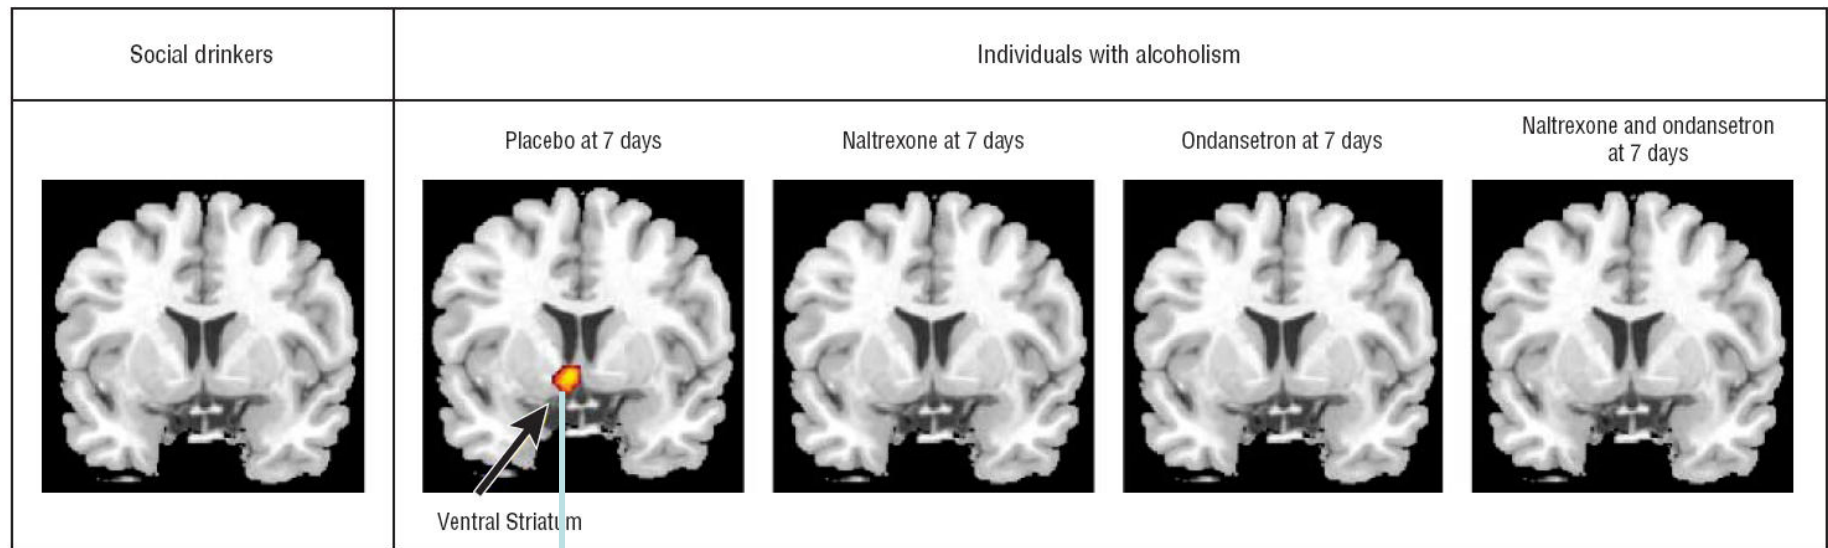 Social drinkers
Individuals with alcoholism
Placebo at 7 days
Naltrexone at 7 days
Ondansetron at 7 days
Naltrexone and ondansetron
at 7 days
Ventral Striatum